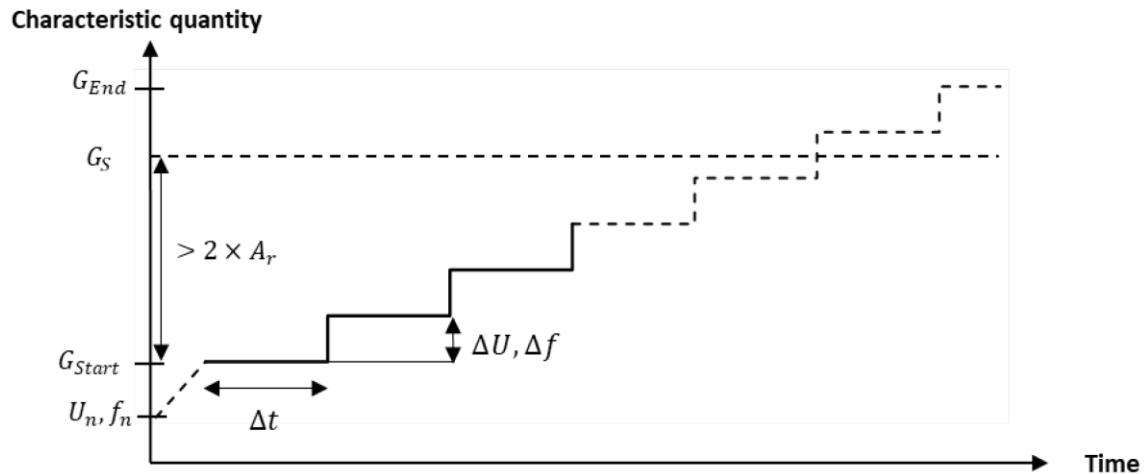 Characteristic quantity
G_End
G_S
> 2 × A_r
G_Start
ΔU, Δf
U_n, f_n
Δt
Time